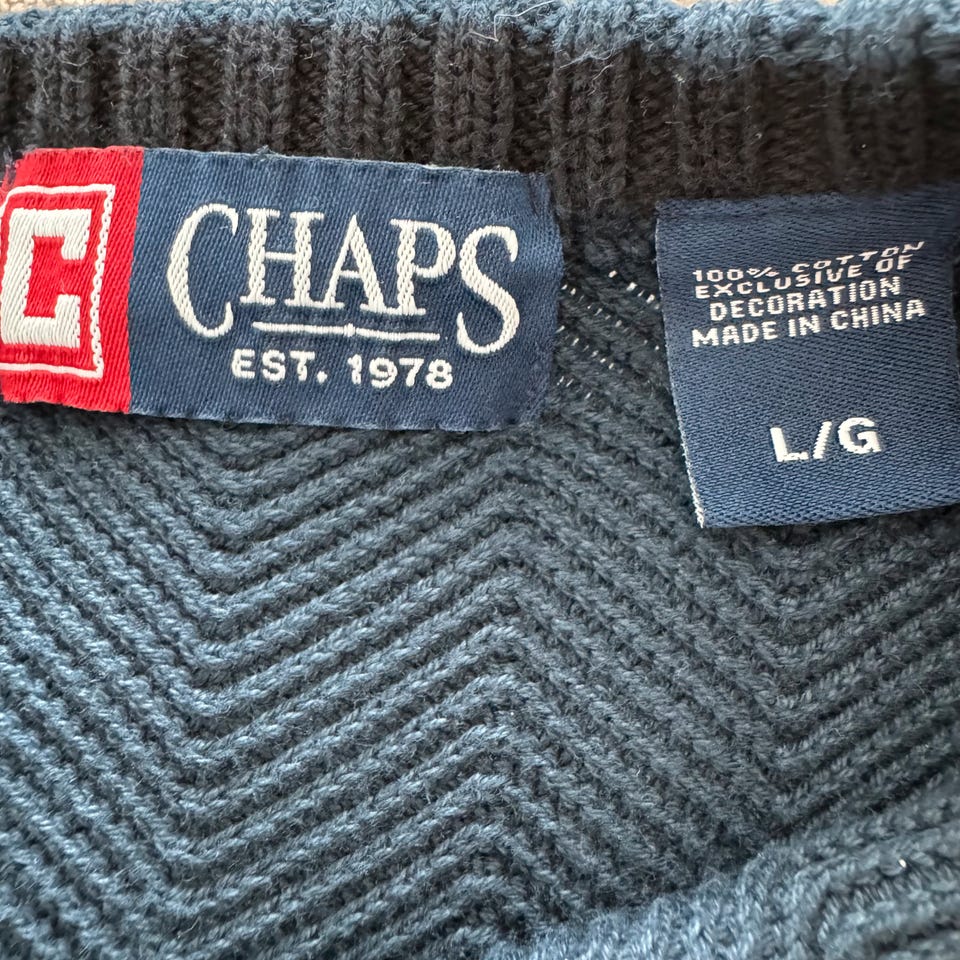 C
CHAPS
EST. 1978
100% COTTON
EXCLUSIVE OF
DECORATION
MADE IN CHINA
L/G